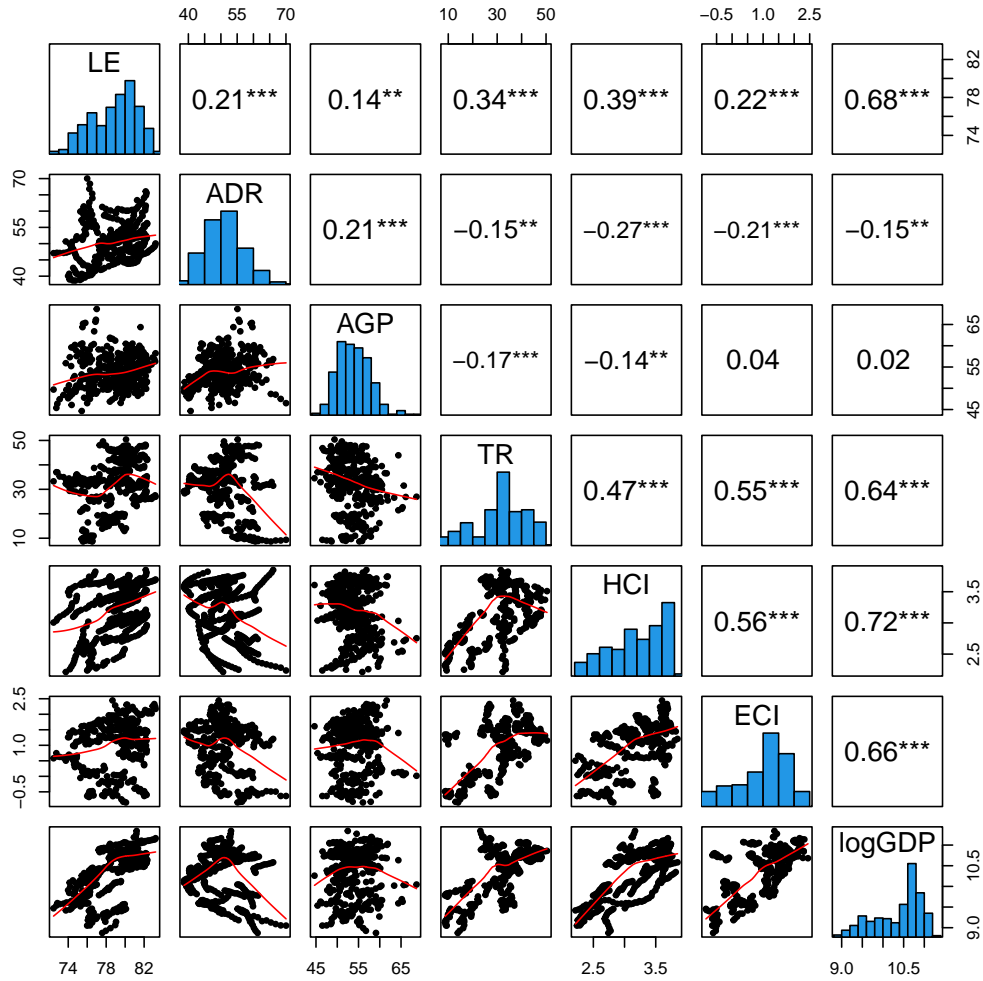 40 55 70 10 30 50 −0.5 1.0 2.5
LE 0.21*** 0.14** 0.34*** 0.39*** 0.22*** 0.68*** 74 78 82
40 55 70 ADR 0.21*** −0.15** −0.27*** −0.21*** −0.15**
AGP −0.17*** −0.14** 0.04 0.02 45 55 65
10 30 50 TR 0.47*** 0.55*** 0.64***
HCI 0.56*** 0.72*** 2.5 3.5
−0.5 1.0 2.5 ECI 0.66***
logGDP 9.0 10.5
74 78 82 45 55 65 2.5 3.5 9.0 10.5